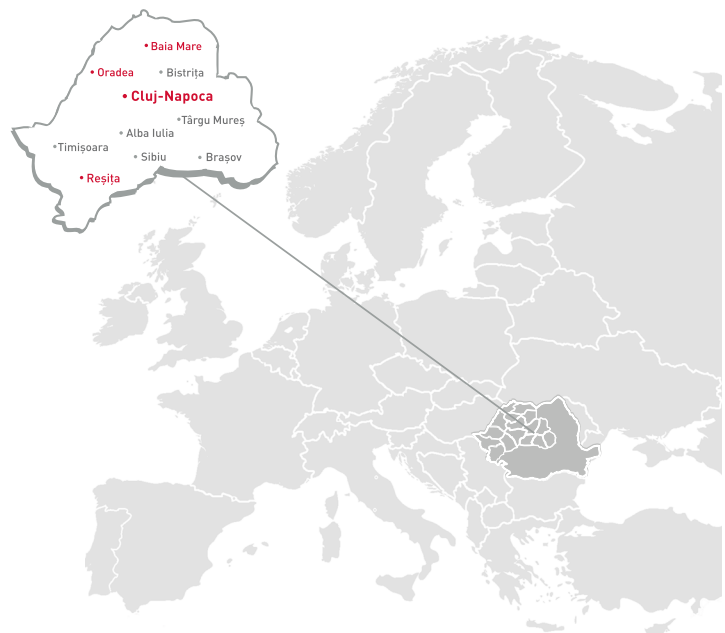 Baia Mare
Oradea
Bistrița
Cluj-Napoca
Târgu Mureș
Alba Iulia
Timișoara
Sibiu
Brașov
Reșița